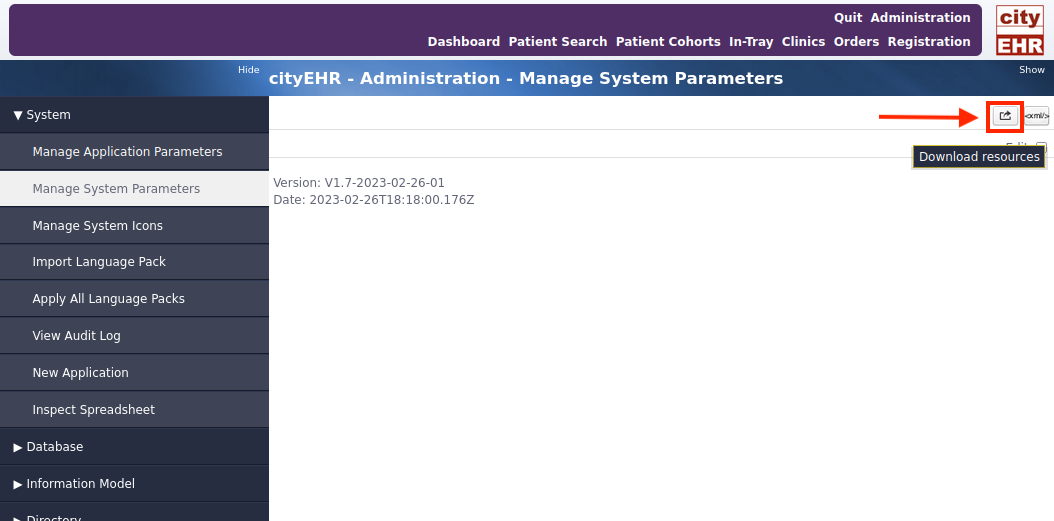 Quit Administration
Dashboard Patient Search Patient Cohorts In-Tray Clinics Orders Registration
city
EHR
Hide
cityEHR - Administration - Manage System Parameters
Show
▼ System
Manage Application Parameters
Manage System Parameters
Manage System Icons
Import Language Pack
Apply All Language Packs
View Audit Log
New Application
Inspect Spreadsheet
▶ Database
▶ Information Model
▶ Directory
<xml/>
Edit
Download resources
Version: V1.7-2023-02-26-01
Date: 2023-02-26T18:18:00.176Z